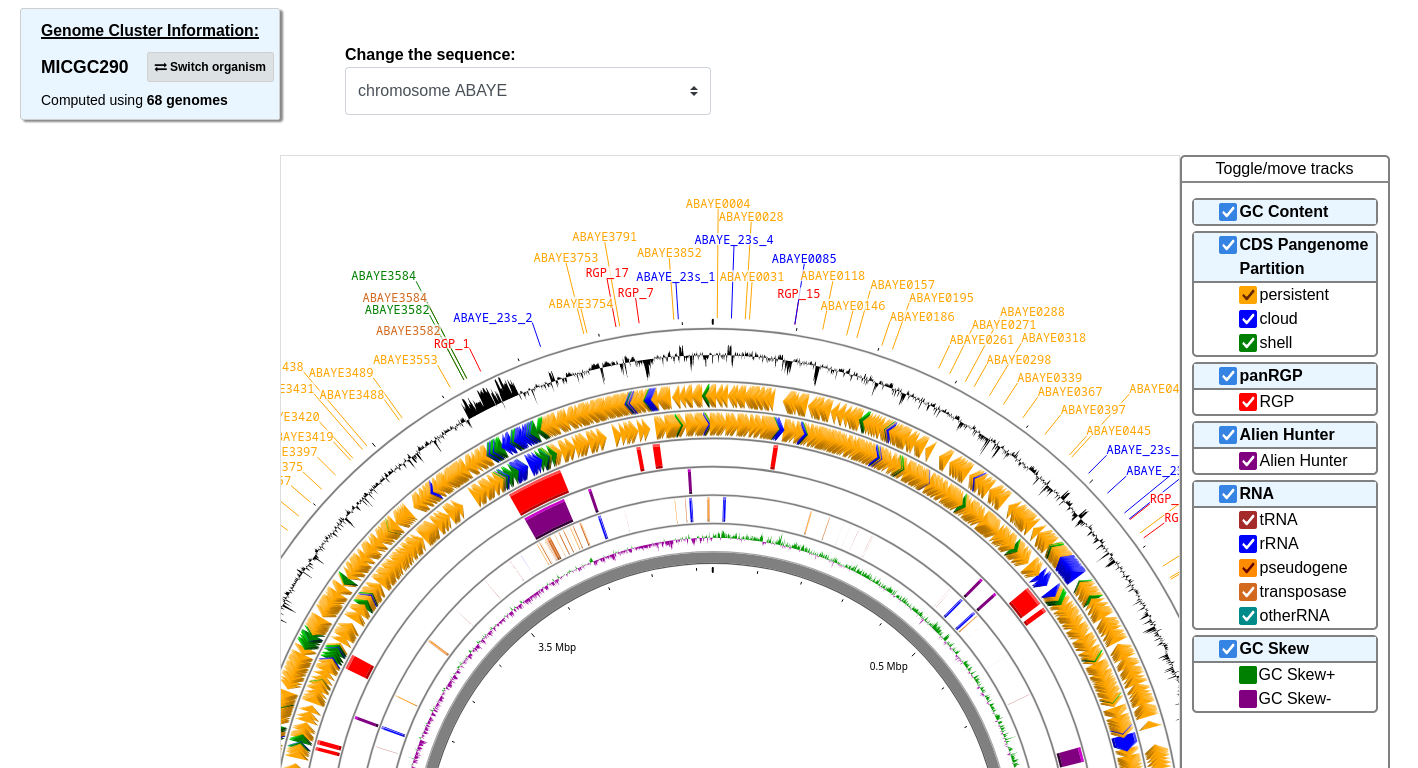 Genome Cluster Information:
MICGC290
Switch organism
Computed using 68 genomes
Change the sequence:
chromosome ABAYE
ABAYE0004
ABAYE0028
ABAYE3791
ABAYE_23s_4
ABAYE3852
ABAYE3753
ABAYE0085
RGP_17
ABAYE3584
ABAYE_23s_1
ABAYE0031
ABAYE0118
ABAYE0157
RGP_7
RGP_15
ABAYE3584
ABAYE0195
ABAYE3754
ABAYE0146
ABAYE3582
ABAYE0288
ABAYE_23s_2
ABAYE0186
ABAYE0271
ABAYE3582
ABAYE0261
ABAYE0318
RGP_1
ABAYE3553
ABAYE0298
438
ABAYE3489
ABAYE0339
E3431
ABAYE3488
ABAYE0367
ABAYE04
ABAYE0397
E3420
ABAYE0445
AYE3419
ABAYE_23s_
E3397
375
ABAYE_2
57
RGP_
RG
3.5 Mbp
0.5 Mbp
Toggle/move tracks
GC Content
CDS Pangenome
Partition
persistent
cloud
shell
panRGP
RGP
Alien Hunter
Alien Hunter
RNA
tRNA
rRNA
pseudogene
transposase
otherRNA
GC Skew
GC Skew+
GC Skew-